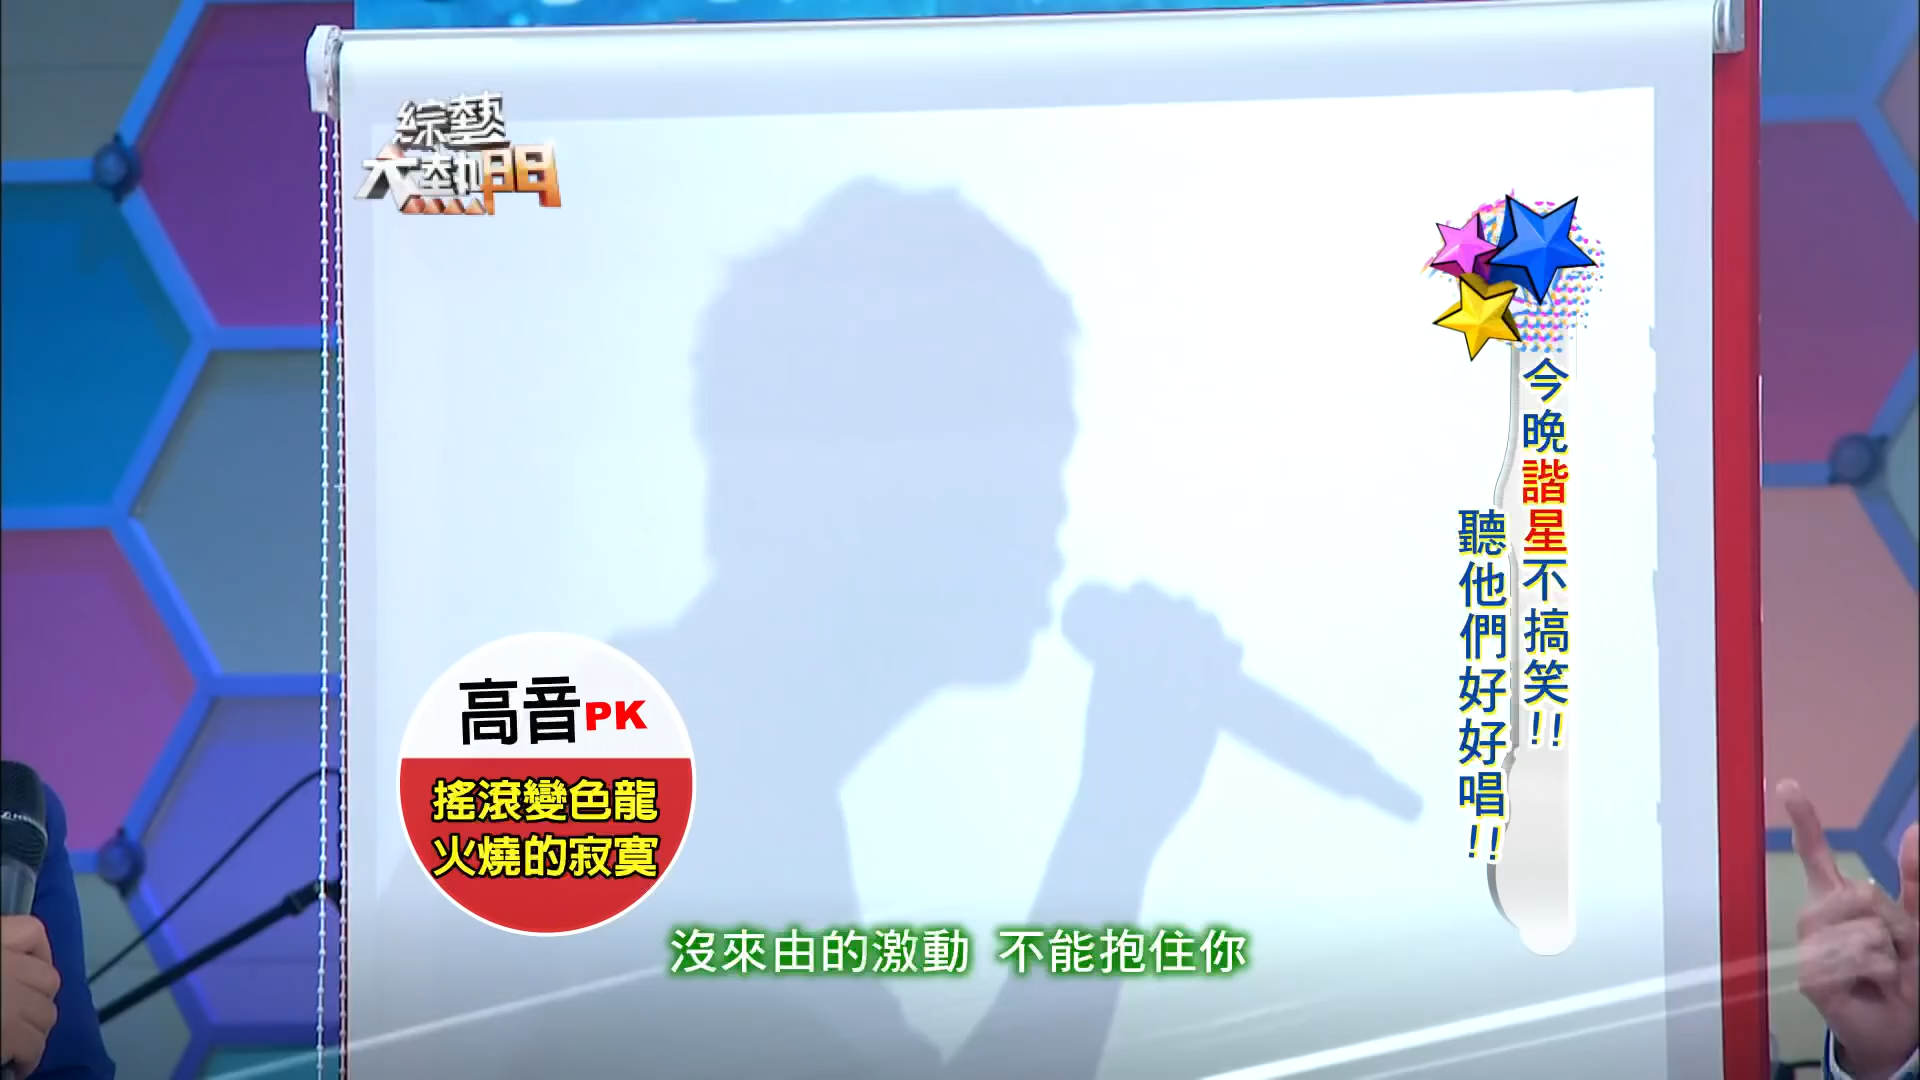 綜藝
大熱門
今晚諧星不搞笑!!
聽他們好好唱!!
高音PK
搖滾變色龍
火燒的寂寞
沒來由的激動 不能抱住你